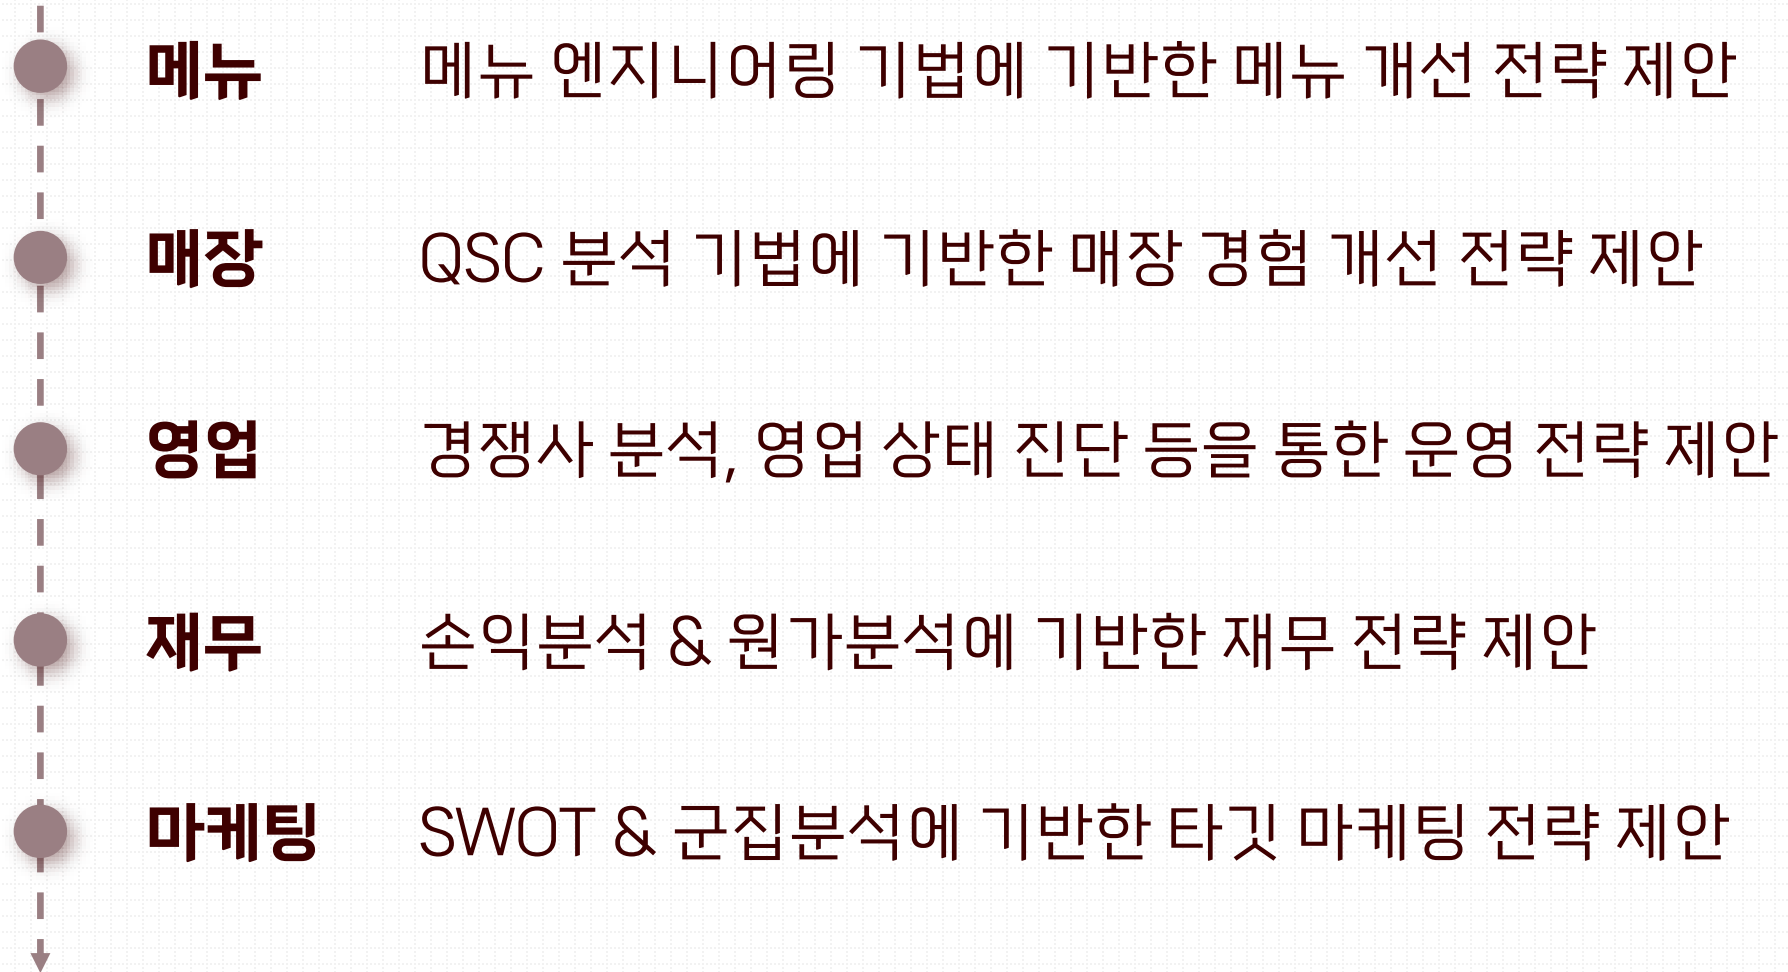 메뉴 메뉴 엔지니어링 기법에 기반한 메뉴 개선 전략 제안
매장 QSC 분석 기법에 기반한 매장 경험 개선 전략 제안
영업 경쟁사 분석, 영업 상태 진단 등을 통한 운영 전략 제안
재무 손익분석 & 원가분석에 기반한 재무 전략 제안
마케팅 SWOT & 군집분석에 기반한 타깃 마케팅 전략 제안